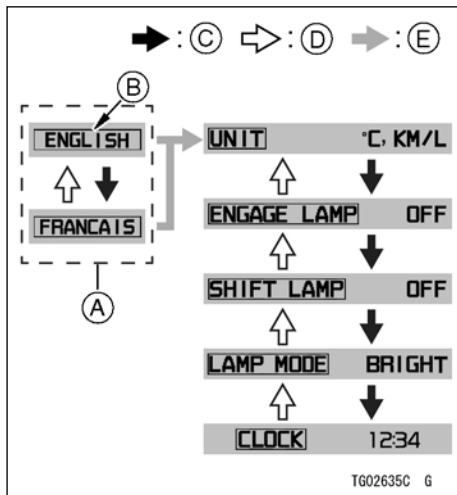 : C : D : E
B
ENGLISH
FRANCAIS
A
UNIT °C, KM/L
ENGAGE LAMP OFF
SHIFT LAMP OFF
LAMP MODE BRIGHT
CLOCK 12:34
TG02635C G